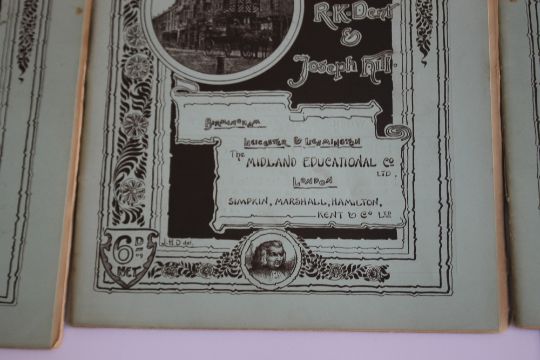 R.K. Dent
&
Joseph Hill.
Birmingham
Leicester & Leamington
The Midland Educational Co
Ltd.
London
Simpkin, Marshall, Hamilton,
Kent & Co Ltd
6D
Net